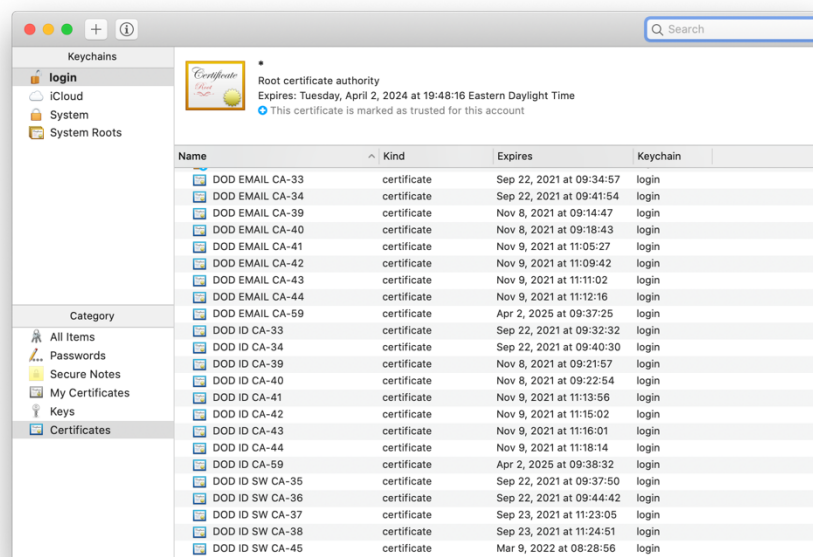 Search
Keychains
login
iCloud
System
System Roots
Certificate
Root
*
Root certificate authority
Expires: Tuesday, April 2, 2024 at 19:48:16 Eastern Daylight Time
This certificate is marked as trusted for this account
Name Kind Expires Keychain
DOD EMAIL CA-33 certificate Sep 22, 2021 at 09:34:57 login
DOD EMAIL CA-34 certificate Sep 22, 2021 at 09:41:54 login
DOD EMAIL CA-39 certificate Nov 8, 2021 at 09:14:47 login
DOD EMAIL CA-40 certificate Nov 8, 2021 at 09:18:43 login
DOD EMAIL CA-41 certificate Nov 9, 2021 at 11:05:27 login
DOD EMAIL CA-42 certificate Nov 9, 2021 at 11:09:42 login
DOD EMAIL CA-43 certificate Nov 9, 2021 at 11:11:02 login
DOD EMAIL CA-44 certificate Nov 9, 2021 at 11:12:16 login
DOD EMAIL CA-59 certificate Apr 2, 2025 at 09:37:25 login
DOD ID CA-33 certificate Sep 22, 2021 at 09:32:32 login
DOD ID CA-34 certificate Sep 22, 2021 at 09:40:30 login
DOD ID CA-39 certificate Nov 8, 2021 at 09:21:57 login
DOD ID CA-40 certificate Nov 8, 2021 at 09:22:54 login
DOD ID CA-41 certificate Nov 9, 2021 at 11:13:56 login
DOD ID CA-42 certificate Nov 9, 2021 at 11:15:02 login
DOD ID CA-43 certificate Nov 9, 2021 at 11:16:01 login
DOD ID CA-44 certificate Nov 9, 2021 at 11:18:14 login
DOD ID CA-59 certificate Apr 2, 2025 at 09:38:32 login
DOD ID SW CA-35 certificate Sep 22, 2021 at 09:37:50 login
DOD ID SW CA-36 certificate Sep 22, 2021 at 09:44:42 login
DOD ID SW CA-37 certificate Sep 23, 2021 at 11:23:05 login
DOD ID SW CA-38 certificate Sep 23, 2021 at 11:24:51 login
DOD ID SW CA-45 certificate Mar 9, 2022 at 08:28:56 login
Category
All Items
Passwords
Secure Notes
My Certificates
Keys
Certificates